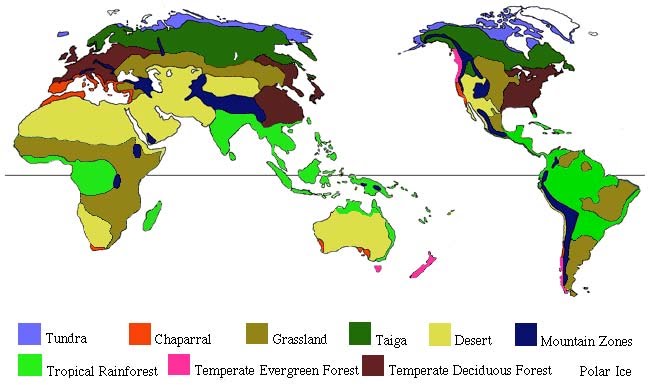 Tundra Chaparral Grassland Taiga Desert Mountain Zones
Tropical Rainforest Temperate Evergreen Forest Temperate Deciduous Forest Polar Ice